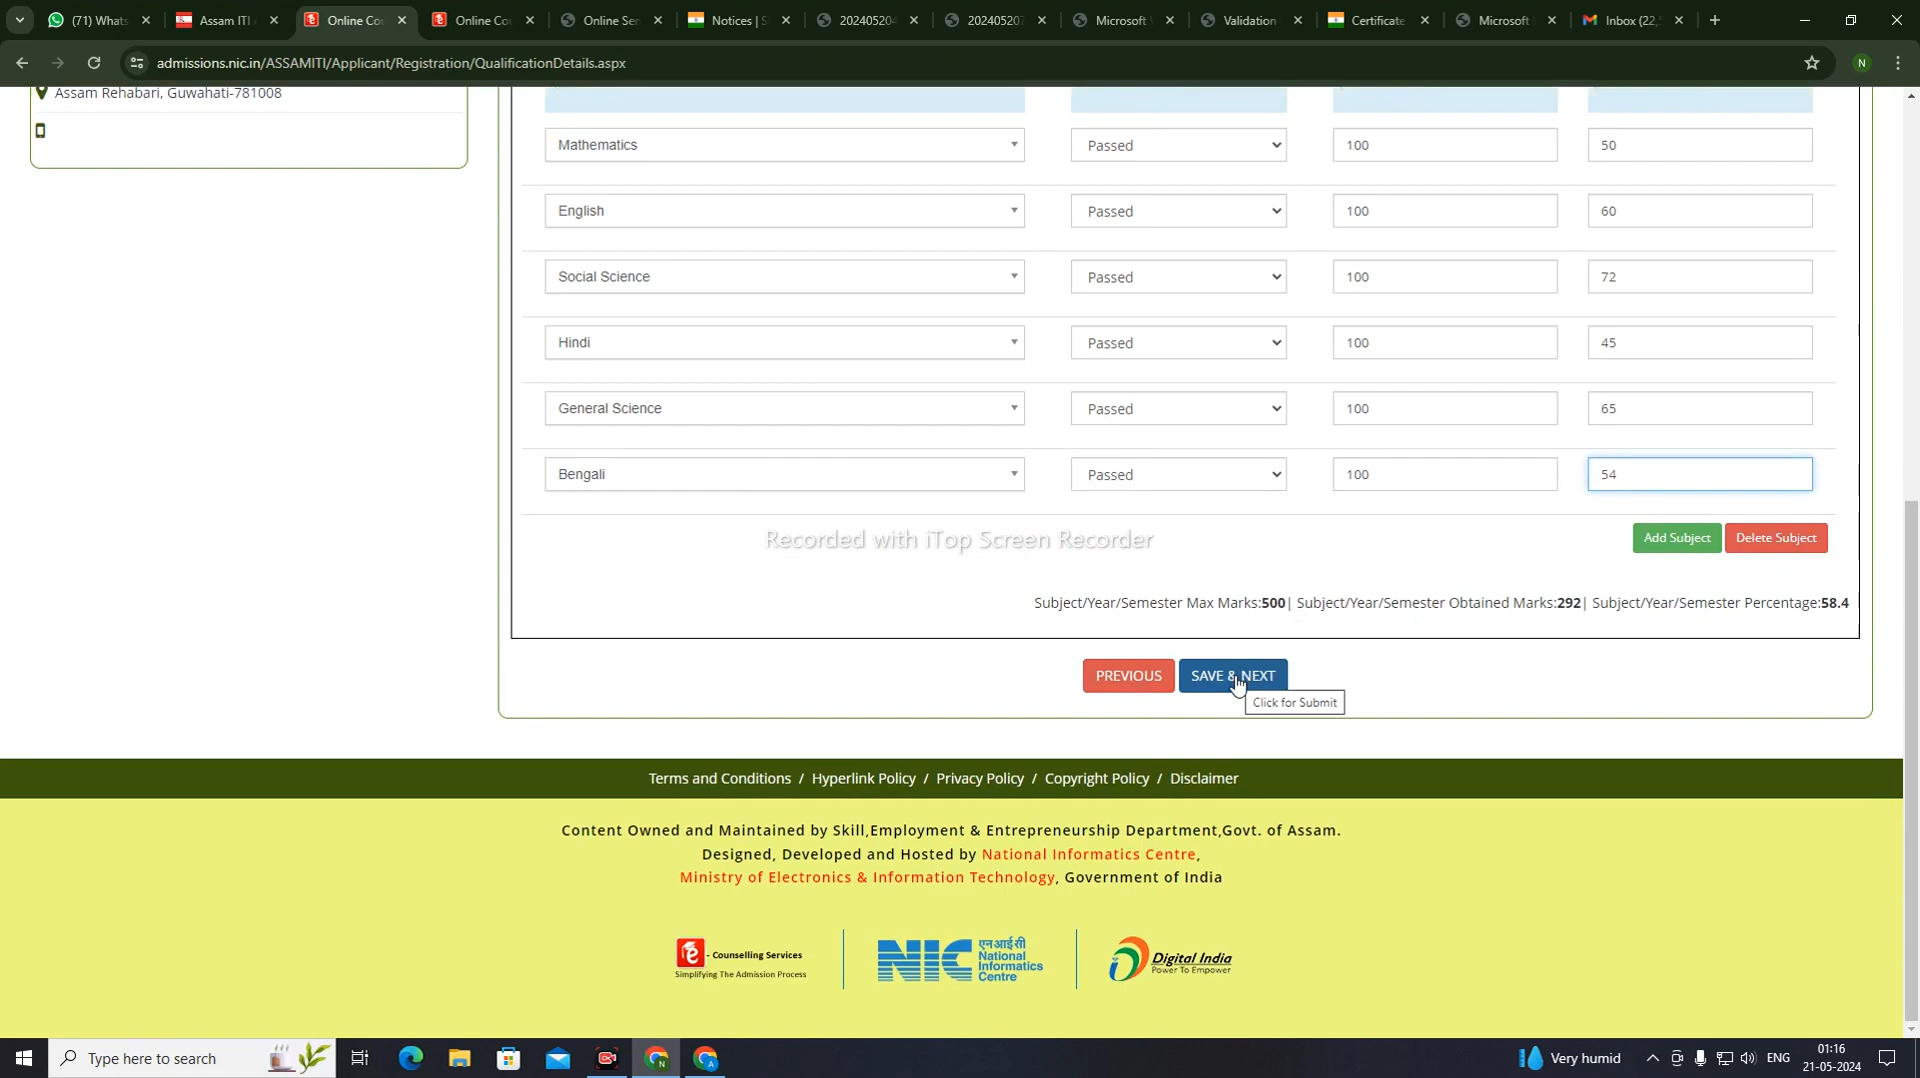 (71) Whats
Assam ITI A
Online Cou
Online Cou
Online Ser
Notices | S
202405204
202405207
Microsoft V
Validation
Certificate
Microsoft
Inbox (22,
admissions.nic.in/ASSAMITI/Applicant/Registration/QualificationDetails.aspx
N
Assam Rehabari, Guwahati-781008
Mathematics Passed 100 50
English Passed 100 60
Social Science Passed 100 72
Hindi Passed 100 45
General Science Passed 100 65
Bengali Passed 100 54
Recorded with iTop Screen Recorder
Add Subject Delete Subject
Subject/Year/Semester Max Marks:500| Subject/Year/Semester Obtained Marks:292| Subject/Year/Semester Percentage:58.4
PREVIOUS SAVE & NEXT
Click for Submit
Terms and Conditions / Hyperlink Policy / Privacy Policy / Copyright Policy / Disclaimer
Content Owned and Maintained by Skill,Employment & Entrepreneurship Department,Govt. of Assam.
Designed, Developed and Hosted by National Informatics Centre,
Ministry of Electronics & Information Technology, Government of India
e - Counselling Services
Simplifying The Admission Process
NIC एनआईसी
National
Informatics
Centre
Digital India
Power To Empower
Type here to search
Very humid
ENG
01:16
21-05-2024